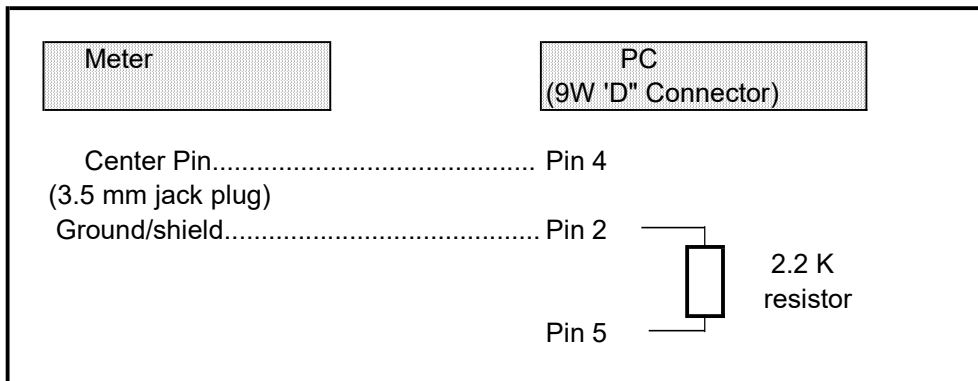 Meter
PC
(9W 'D" Connector)
Center Pin.......................................... Pin 4
(3.5 mm jack plug)
Ground/shield.......................................... Pin 2
2.2 K
resistor
Pin 5